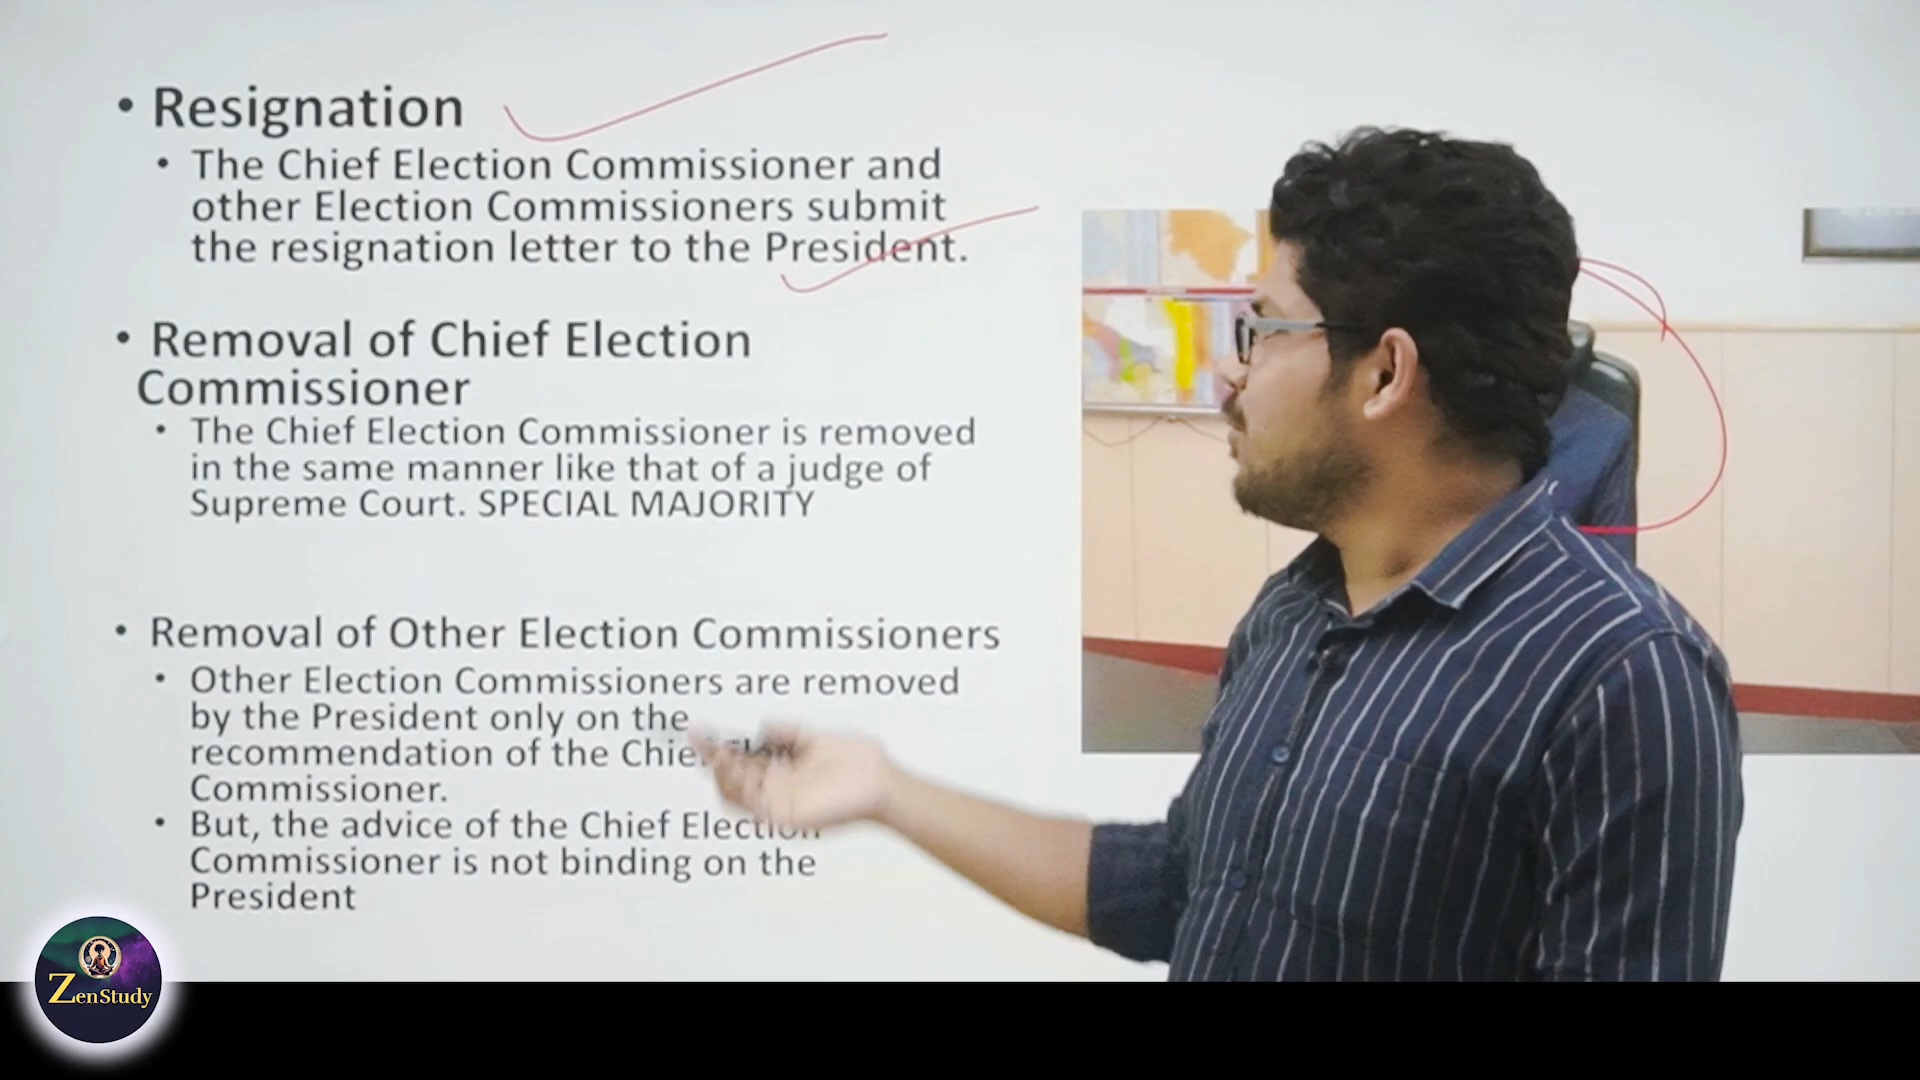 • Resignation
• The Chief Election Commissioner and
other Election Commissioners submit
the resignation letter to the President.
• Removal of Chief Election
Commissioner
• The Chief Election Commissioner is removed
in the same manner like that of a judge of
Supreme Court. SPECIAL MAJORITY
• Removal of Other Election Commissioners
• Other Election Commissioners are removed
by the President only on the
recommendation of the
Commissioner.
• But, the advice of the Chief Election
Commissioner is not binding on the
President
ZenStudy